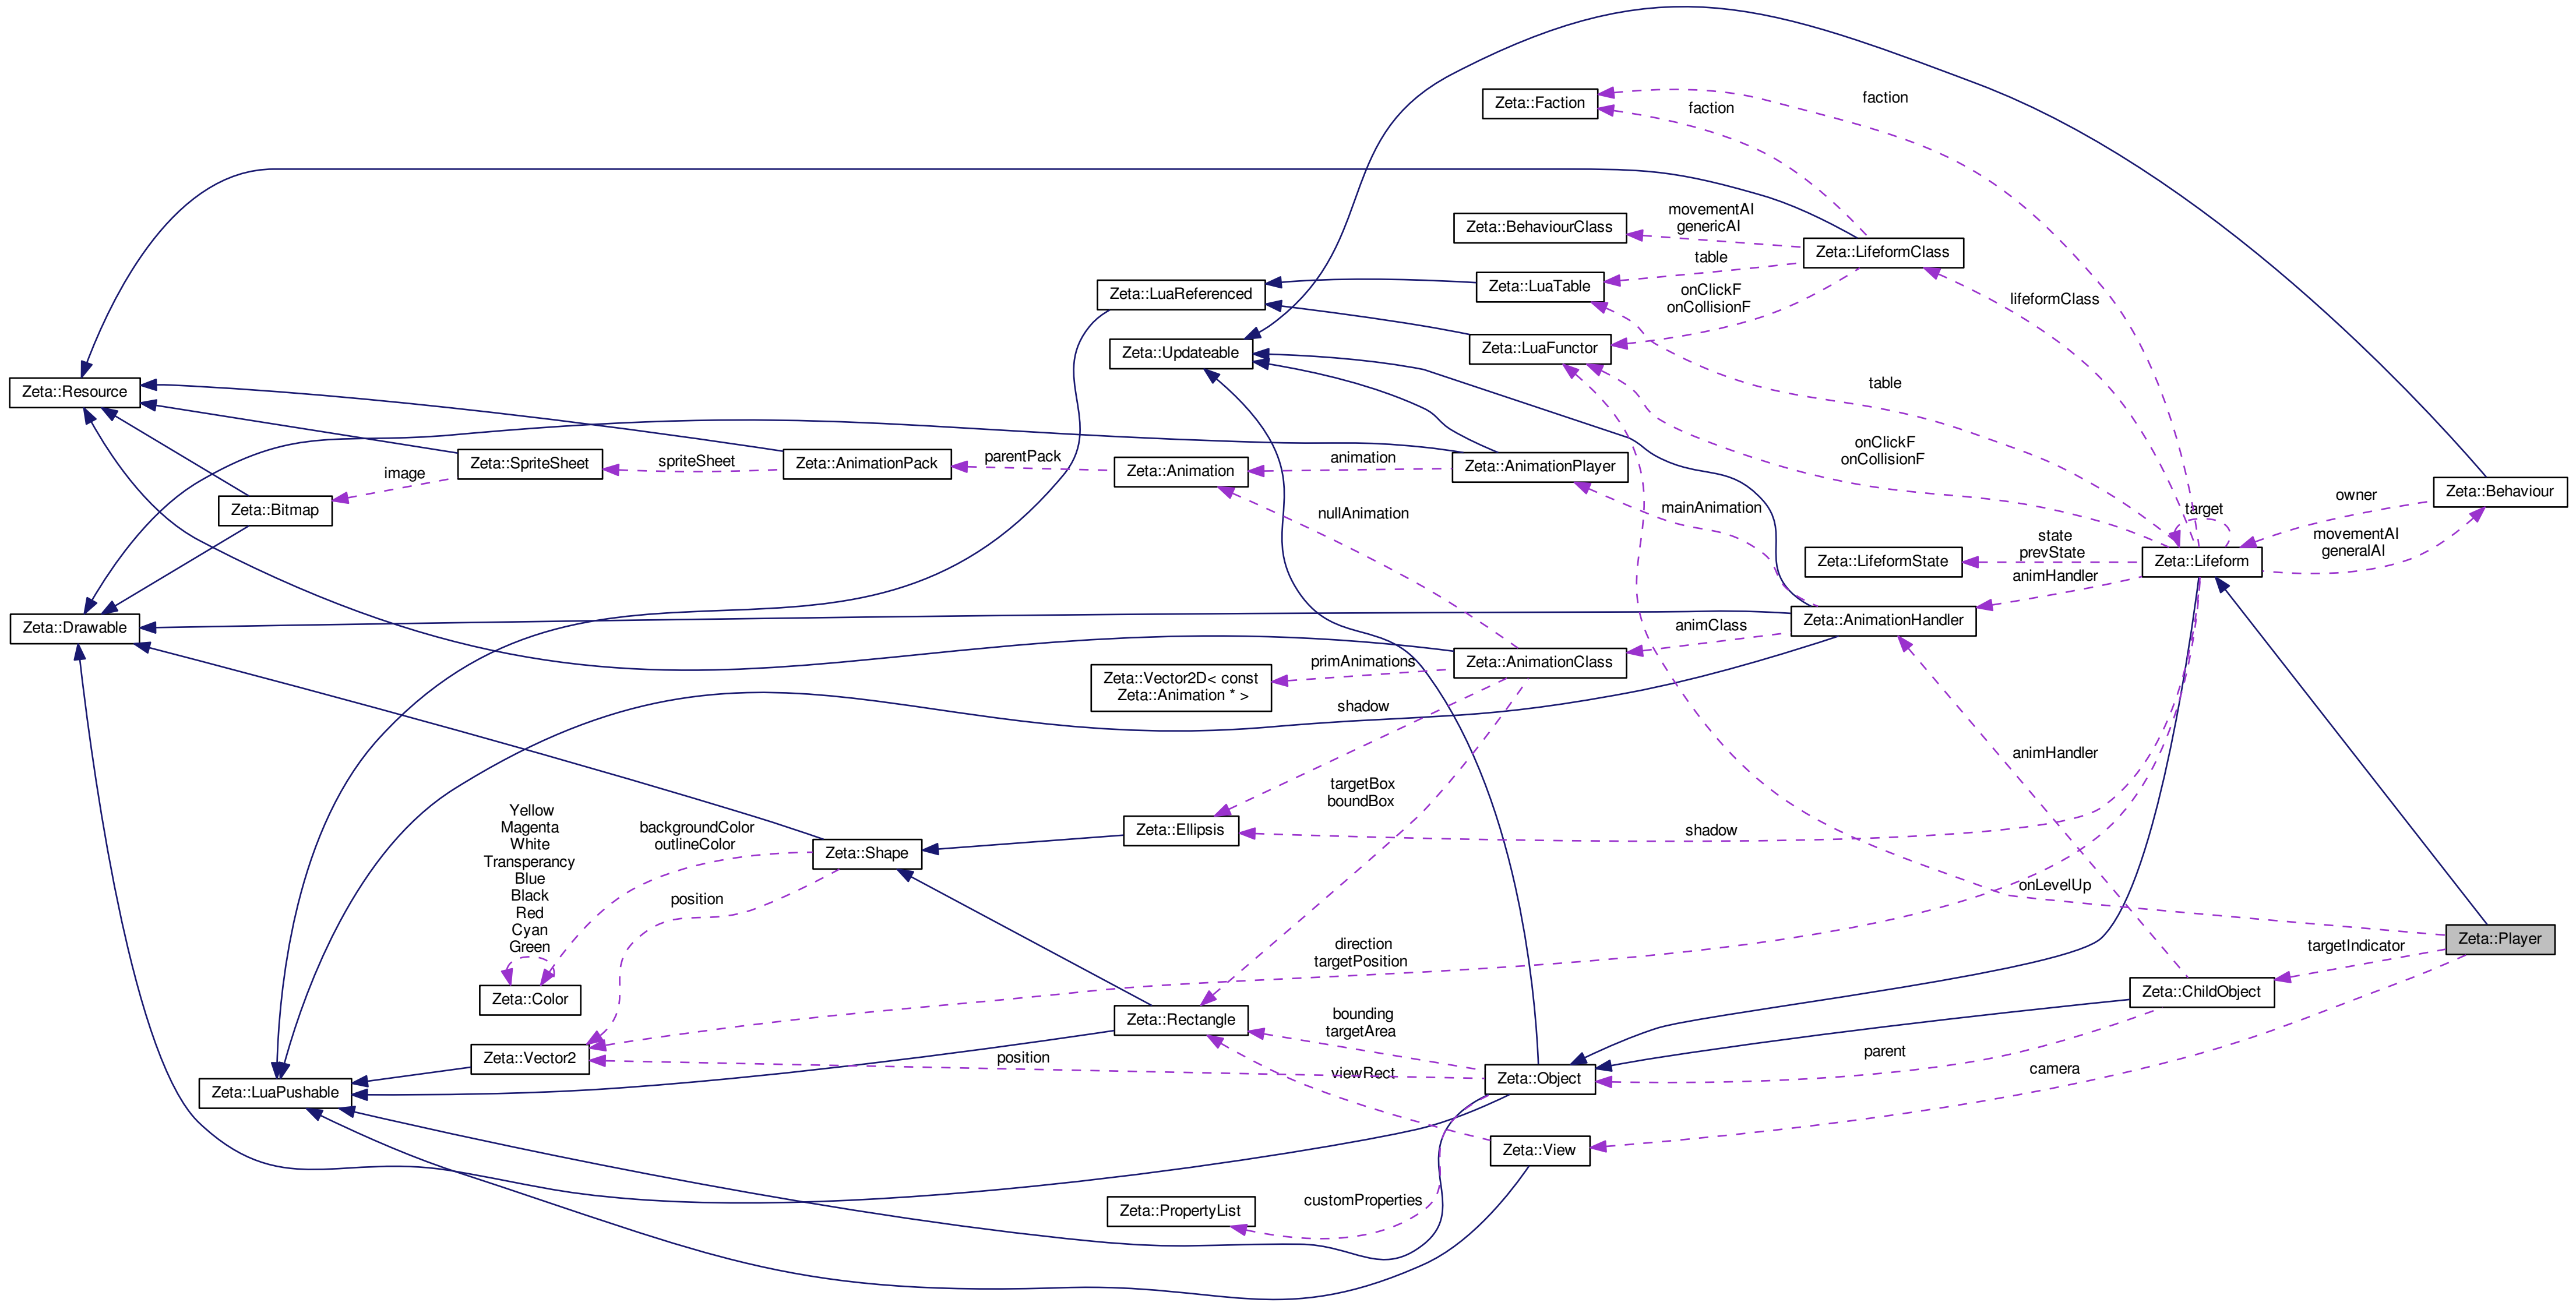 Zeta::Faction
faction
faction
Zeta::BehaviourClass
movementAI
genericAI
Zeta::LifeformClass
table
Zeta::LuaReferenced
Zeta::LuaTable
onClickF
onCollisionF
lifeformClass
Zeta::Updateable
Zeta::LuaFunctor
Zeta::Resource
table
onClickF
onCollisionF
Zeta::SpriteSheet
spriteSheet
Zeta::AnimationPack
parentPack
Zeta::Animation
animation
Zeta::AnimationPlayer
image
Zeta::Bitmap
nullAnimation
mainAnimation
target
owner
Zeta::Behaviour
movementAI
generalAI
state
prevState
Zeta::LifeformState
Zeta::Lifeform
animHandler
Zeta::Drawable
Zeta::AnimationHandler
animClass
Zeta::AnimationClass
primAnimations
Zeta::Vector2D< const
Zeta::Animation * >
shadow
animHandler
targetBox
boundBox
Yellow
Magenta
White
Transperancy
Blue
Black
Red
Cyan
Green
backgroundColor
outlineColor
Zeta::Ellipsis
shadow
Zeta::Shape
position
onLevelUp
Zeta::Player
direction
targetPosition
targetIndicator
Zeta::Color
Zeta::ChildObject
Zeta::Rectangle
bounding
targetArea
Zeta::Vector2
position
parent
viewRect
camera
Zeta::Object
Zeta::LuaPushable
Zeta::View
customProperties
Zeta::PropertyList